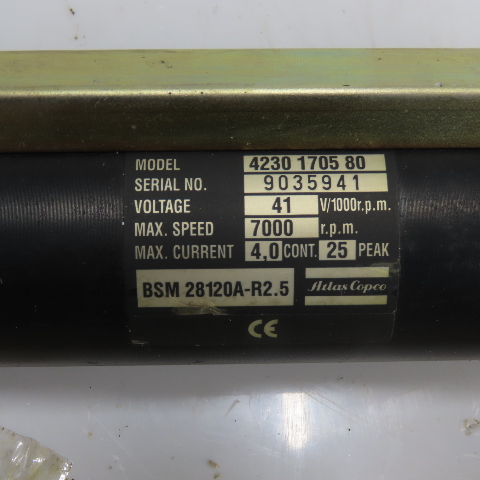 MODEL 4230 1705 80
SERIAL NO. 9035941
VOLTAGE 41 V/1000r.p.m.
MAX. SPEED 7000 r.p.m.
MAX. CURRENT 4,0 CONT. 25 PEAK
BSM 28120A-R2.5 Atlas Copco
CE